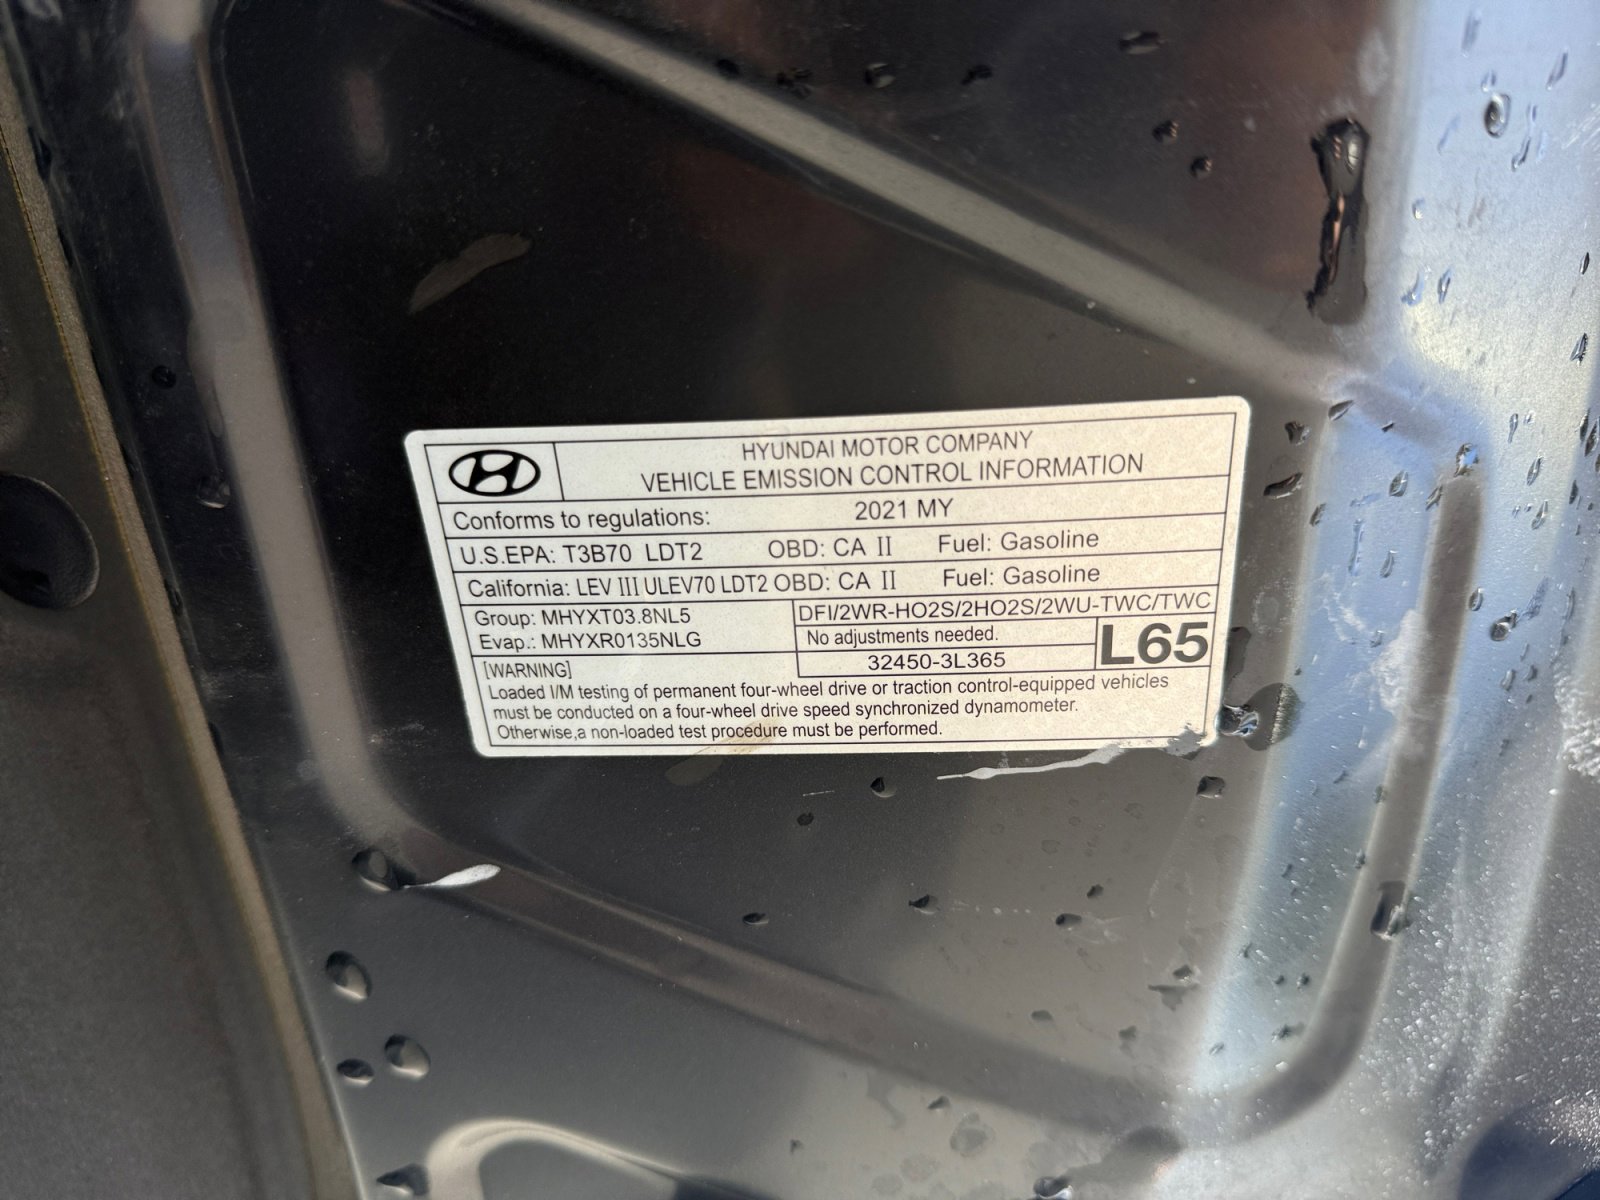 HYUNDAI MOTOR COMPANY
VEHICLE EMISSION CONTROL INFORMATION
Conforms to regulations: 2021 MY
U.S.EPA: T3B70 LDT2 OBD: CA II Fuel: Gasoline
California: LEV III ULEV70 LDT2 OBD: CA II Fuel: Gasoline
Group: MHYXT03.8NL5
Evap.: MHYXR0135NLG
DFI/2WR-HO2S/2HO2S/2WU-TWC/TWC
No adjustments needed.
32450-3L365
L65
[WARNING]
Loaded I/M testing of permanent four-wheel drive or traction control-equipped vehicles
must be conducted on a four-wheel drive speed synchronized dynamometer.
Otherwise,a non-loaded test procedure must be performed.